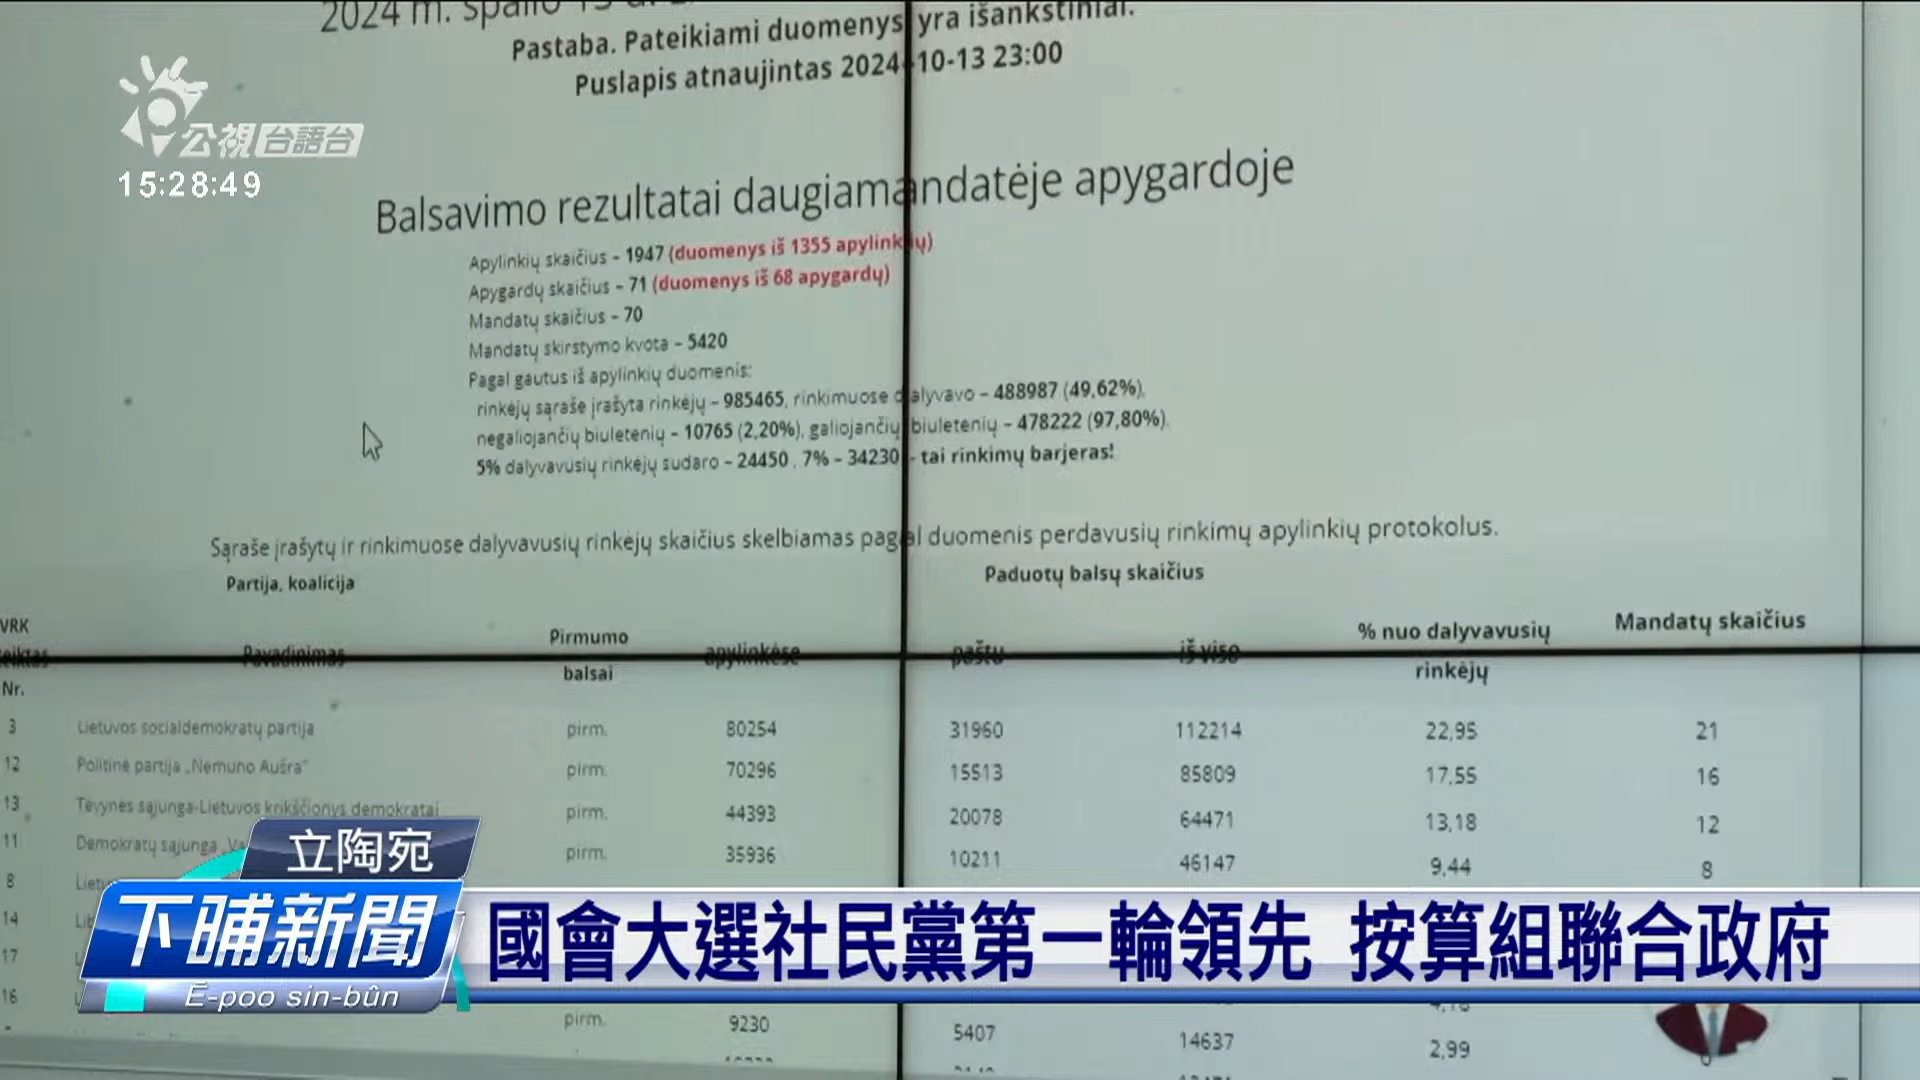 2024 m. spalio 13 d.
Pastaba. Pateikiami duomenys yra išankstiniai.
Puslapis atnaujintas 2024-10-13 23:00
公視台語台
15:28:49
Balsavimo rezultatai daugiamandatėje apygardoje
Apylinkių skaičius – 1947 (duomenys iš 1355 apylinkių)
Apygardų skaičius – 71 (duomenys iš 68 apygardų)
Mandatų skaičius – 70
Mandatų skirstymo kvota – 5420
Pagal gautus iš apylinkių duomenis:
rinkėjų sąraše įrašyta rinkėjų – 985465, rinkimuose dalyvavo – 488987 (49,62%),
negaliojančių biuletenių – 10765 (2,20%), galiojančių biuletenių – 478222 (97,80%).
5% dalyvavusių rinkėjų sudaro – 24450 , 7% – 34230 - tai rinkimų barjeras!
Sąraše įrašytų ir rinkimuose dalyvavusių rinkėjų skaičius skelbiamas pagal duomenis perdavusių rinkimų apylinkių protokolus.
Partija, koalicija Paduotų balsų skaičius
VRK Pirmumo % nuo dalyvavusių Mandatų skaičius
Pavadinimas apylinkėse paštu iš viso
Nr. balsai rinkėjų
3 Lietuvos socialdemokratų partija pirm. 80254 31960 112214 22,95 21
12 Politinė partija „Nemuno Aušra“ pirm. 70296 15513 85809 17,55 16
13 Tėvynės sąjunga-Lietuvos krikščionys demokratai pirm. 44393 20078 64471 13,18 12
11 Demokratų sąjunga pirm. 35936 10211 46147 9,44 8
8
14
17
16
pirm. 9230 5407 14637 2,99 0
立陶宛
下晡新聞
Ē-poo sin-bûn
國會大選社民黨第一輪領先 按算組聯合政府